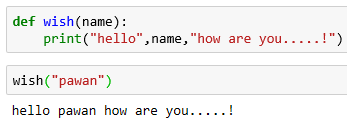 def wish(name):
    print("hello",name,"how are you.....!")
wish("pawan")
hello pawan how are you.....!